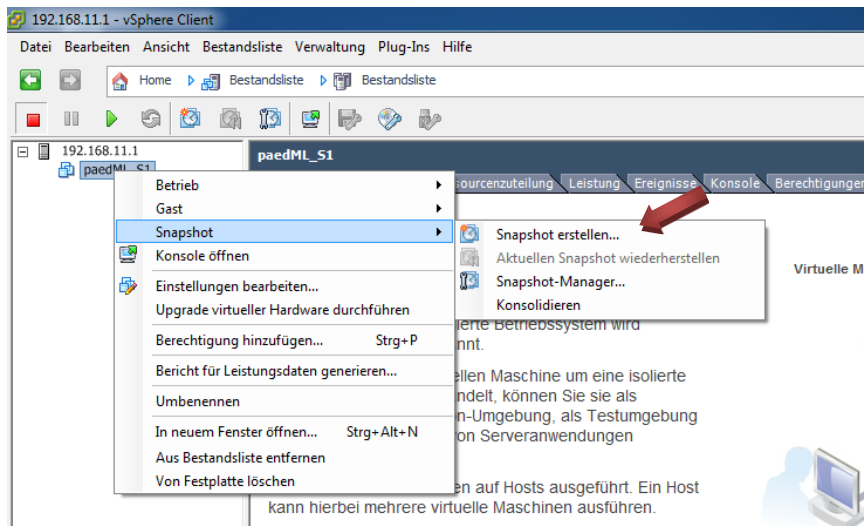 192.168.11.1 - vSphere Client
Datei Bearbeiten Ansicht Bestandsliste Verwaltung Plug-Ins Hilfe
Home Bestandsliste Bestandsliste
192.168.11.1
paedML_S1
paedML_S1
sourcenzuteilung Leistung Ereignisse Konsole Berechtigungen
Betrieb
Gast
Snapshot
Konsole öffnen
Einstellungen bearbeiten...
Upgrade virtueller Hardware durchführen
Berechtigung hinzufügen... Strg+P
Bericht für Leistungsdaten generieren...
Umbenennen
In neuem Fenster öffnen... Strg+Alt+N
Aus Bestandsliste entfernen
Von Festplatte löschen
Snapshot erstellen...
Aktuellen Snapshot wiederherstellen
Snapshot-Manager...
Konsolidieren
Virtuelle M
ierte Betriebssystem wird
nnt.
ellen Maschine um eine isolierte
ndelt, können Sie sie als
n-Umgebung, als Testumgebung
von Serveranwendungen
en auf Hosts ausgeführt. Ein Host
kann hierbei mehrere virtuelle Maschinen ausführen.